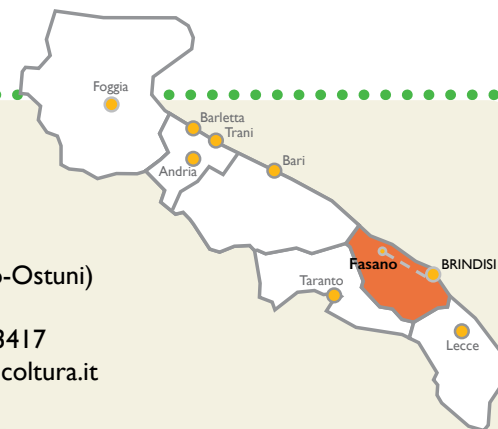 Foggia
Barletta
Trani
Andria
Bari
-Ostuni)
Fasano
BRINDISI
Taranto
3417
coltura.it
Lecce